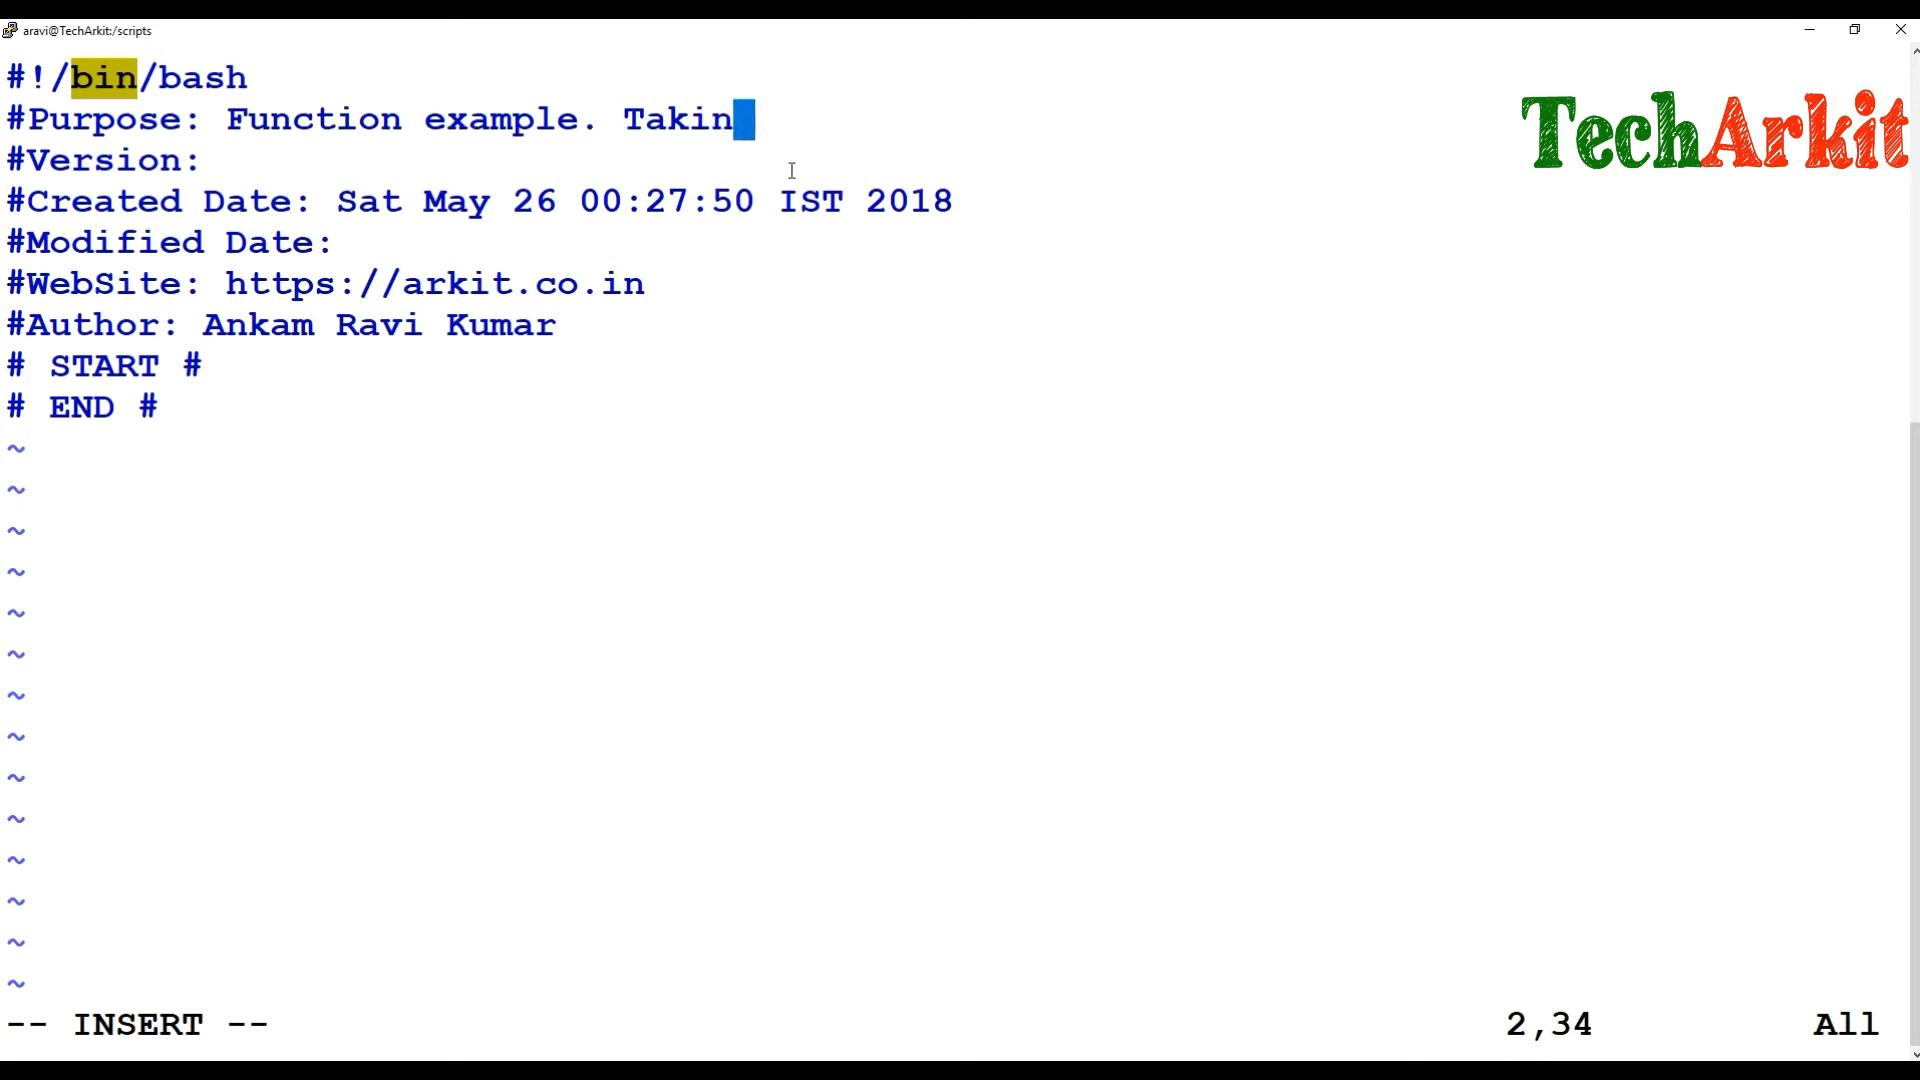 aravi@TechArkit:/scripts
#!/bin/bash
#Purpose: Function example. Takin
#Version:
#Created Date: Sat May 26 00:27:50 IST 2018
#Modified Date:
#WebSite: https://arkit.co.in
#Author: Ankam Ravi Kumar
# START #
# END #
~
~
~
~
~
~
~
~
~
~
~
~
~
~
-- INSERT -- 2,34 All
TechArkit